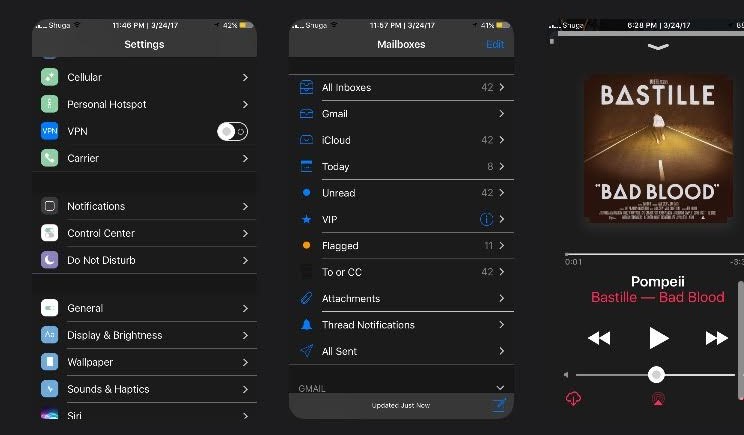 Shuga 11:46 PM | 3/24/17 42%
Settings
Cellular
Personal Hotspot
VPN VPN
Carrier
Notifications
Control Center
Do Not Disturb
General
Aa Display & Brightness
Wallpaper
Sounds & Haptics
Siri
Shuga 11:57 PM | 3/24/17 41%
Mailboxes Edit
All Inboxes 42
Gmail
iCloud 42
Today 8
Unread 42
VIP
Flagged 11
To or CC 42
Attachments
Thread Notifications
All Sent
GMAIL
Updated Just Now
Shuga 6:28 PM | 3/24/17
BASTILLE
"BAD BLOOD"
0:01 -3:
Pompeii
Bastille — Bad Blood